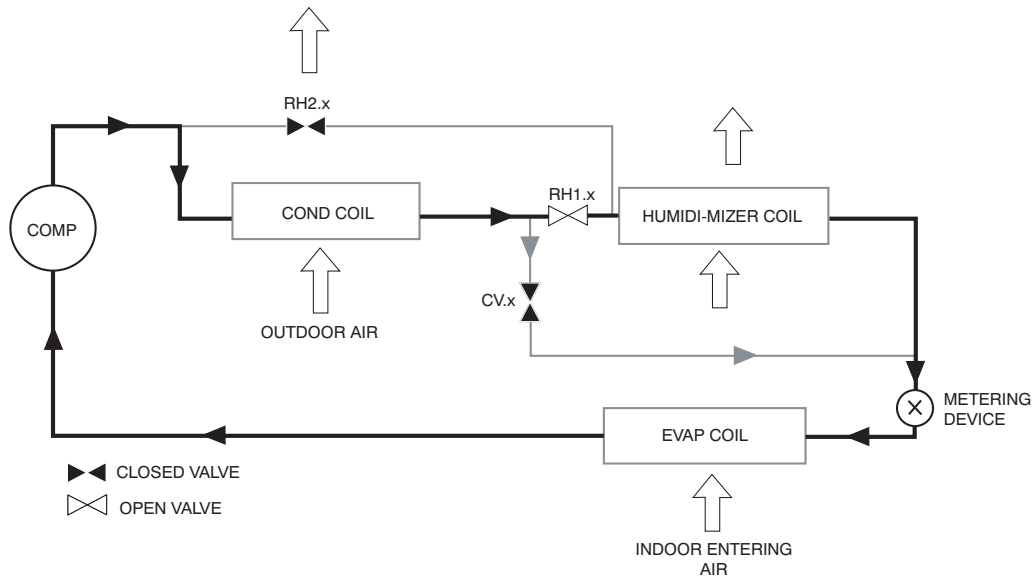 RH2.x
COMP
COND COIL
RH1.x
HUMIDI-MIZER COIL
CV.x
OUTDOOR AIR
METERING
DEVICE
EVAP COIL
CLOSED VALVE
OPEN VALVE
INDOOR ENTERING
AIR